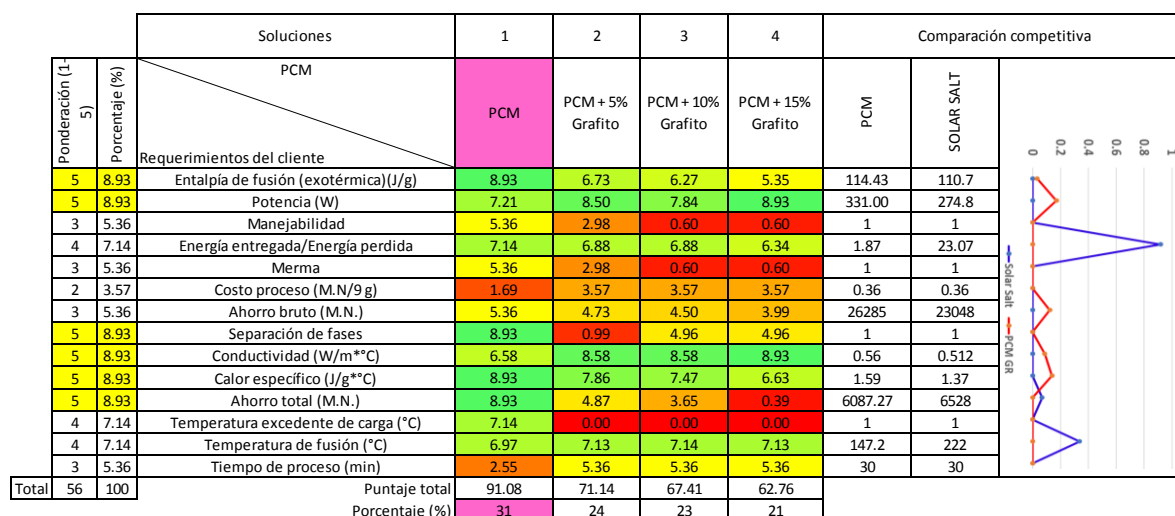 Soluciones 1 2 3 4 Comparación competitiva
Ponderación (1-5) Porcentaje (%) PCM Requerimientos del cliente PCM PCM + 5% Grafito PCM + 10% Grafito PCM + 15% Grafito PCM SOLAR SALT 0 0.2 0.4 0.6 0.8 1
5 8.93 Entalpía de fusión (exotérmica)(J/g) 8.93 6.73 6.27 5.35 114.43 110.7
5 8.93 Potencia (W) 7.21 8.50 7.84 8.93 331.00 274.8
3 5.36 Manejabilidad 5.36 2.98 0.60 0.60 1 1
4 7.14 Energía entregada/Energía perdida 7.14 6.88 6.88 6.34 1.87 23.07
3 5.36 Merma 5.36 2.98 0.60 0.60 1 1
2 3.57 Costo proceso (M.N/9 g) 1.69 3.57 3.57 3.57 0.36 0.36
3 5.36 Ahorro bruto (M.N.) 5.36 4.73 4.50 3.99 26285 23048
5 8.93 Separación de fases 8.93 0.99 4.96 4.96 1 1
5 8.93 Conductividad (W/m*°C) 6.58 8.58 8.58 8.93 0.56 0.512
5 8.93 Calor específico (J/g*°C) 8.93 7.86 7.47 6.63 1.59 1.37
5 8.93 Ahorro total (M.N.) 8.93 4.87 3.65 0.39 6087.27 6528
4 7.14 Temperatura excedente de carga (°C) 7.14 0.00 0.00 0.00 1 1
4 7.14 Temperatura de fusión (°C) 6.97 7.13 7.14 7.13 147.2 222
3 5.36 Tiempo de proceso (min) 2.55 5.36 5.36 5.36 30 30
Total 56 100 Puntaje total 91.08 71.14 67.41 62.76
Porcentaje (%) 31 24 23 21
Solar Salt PCM GR